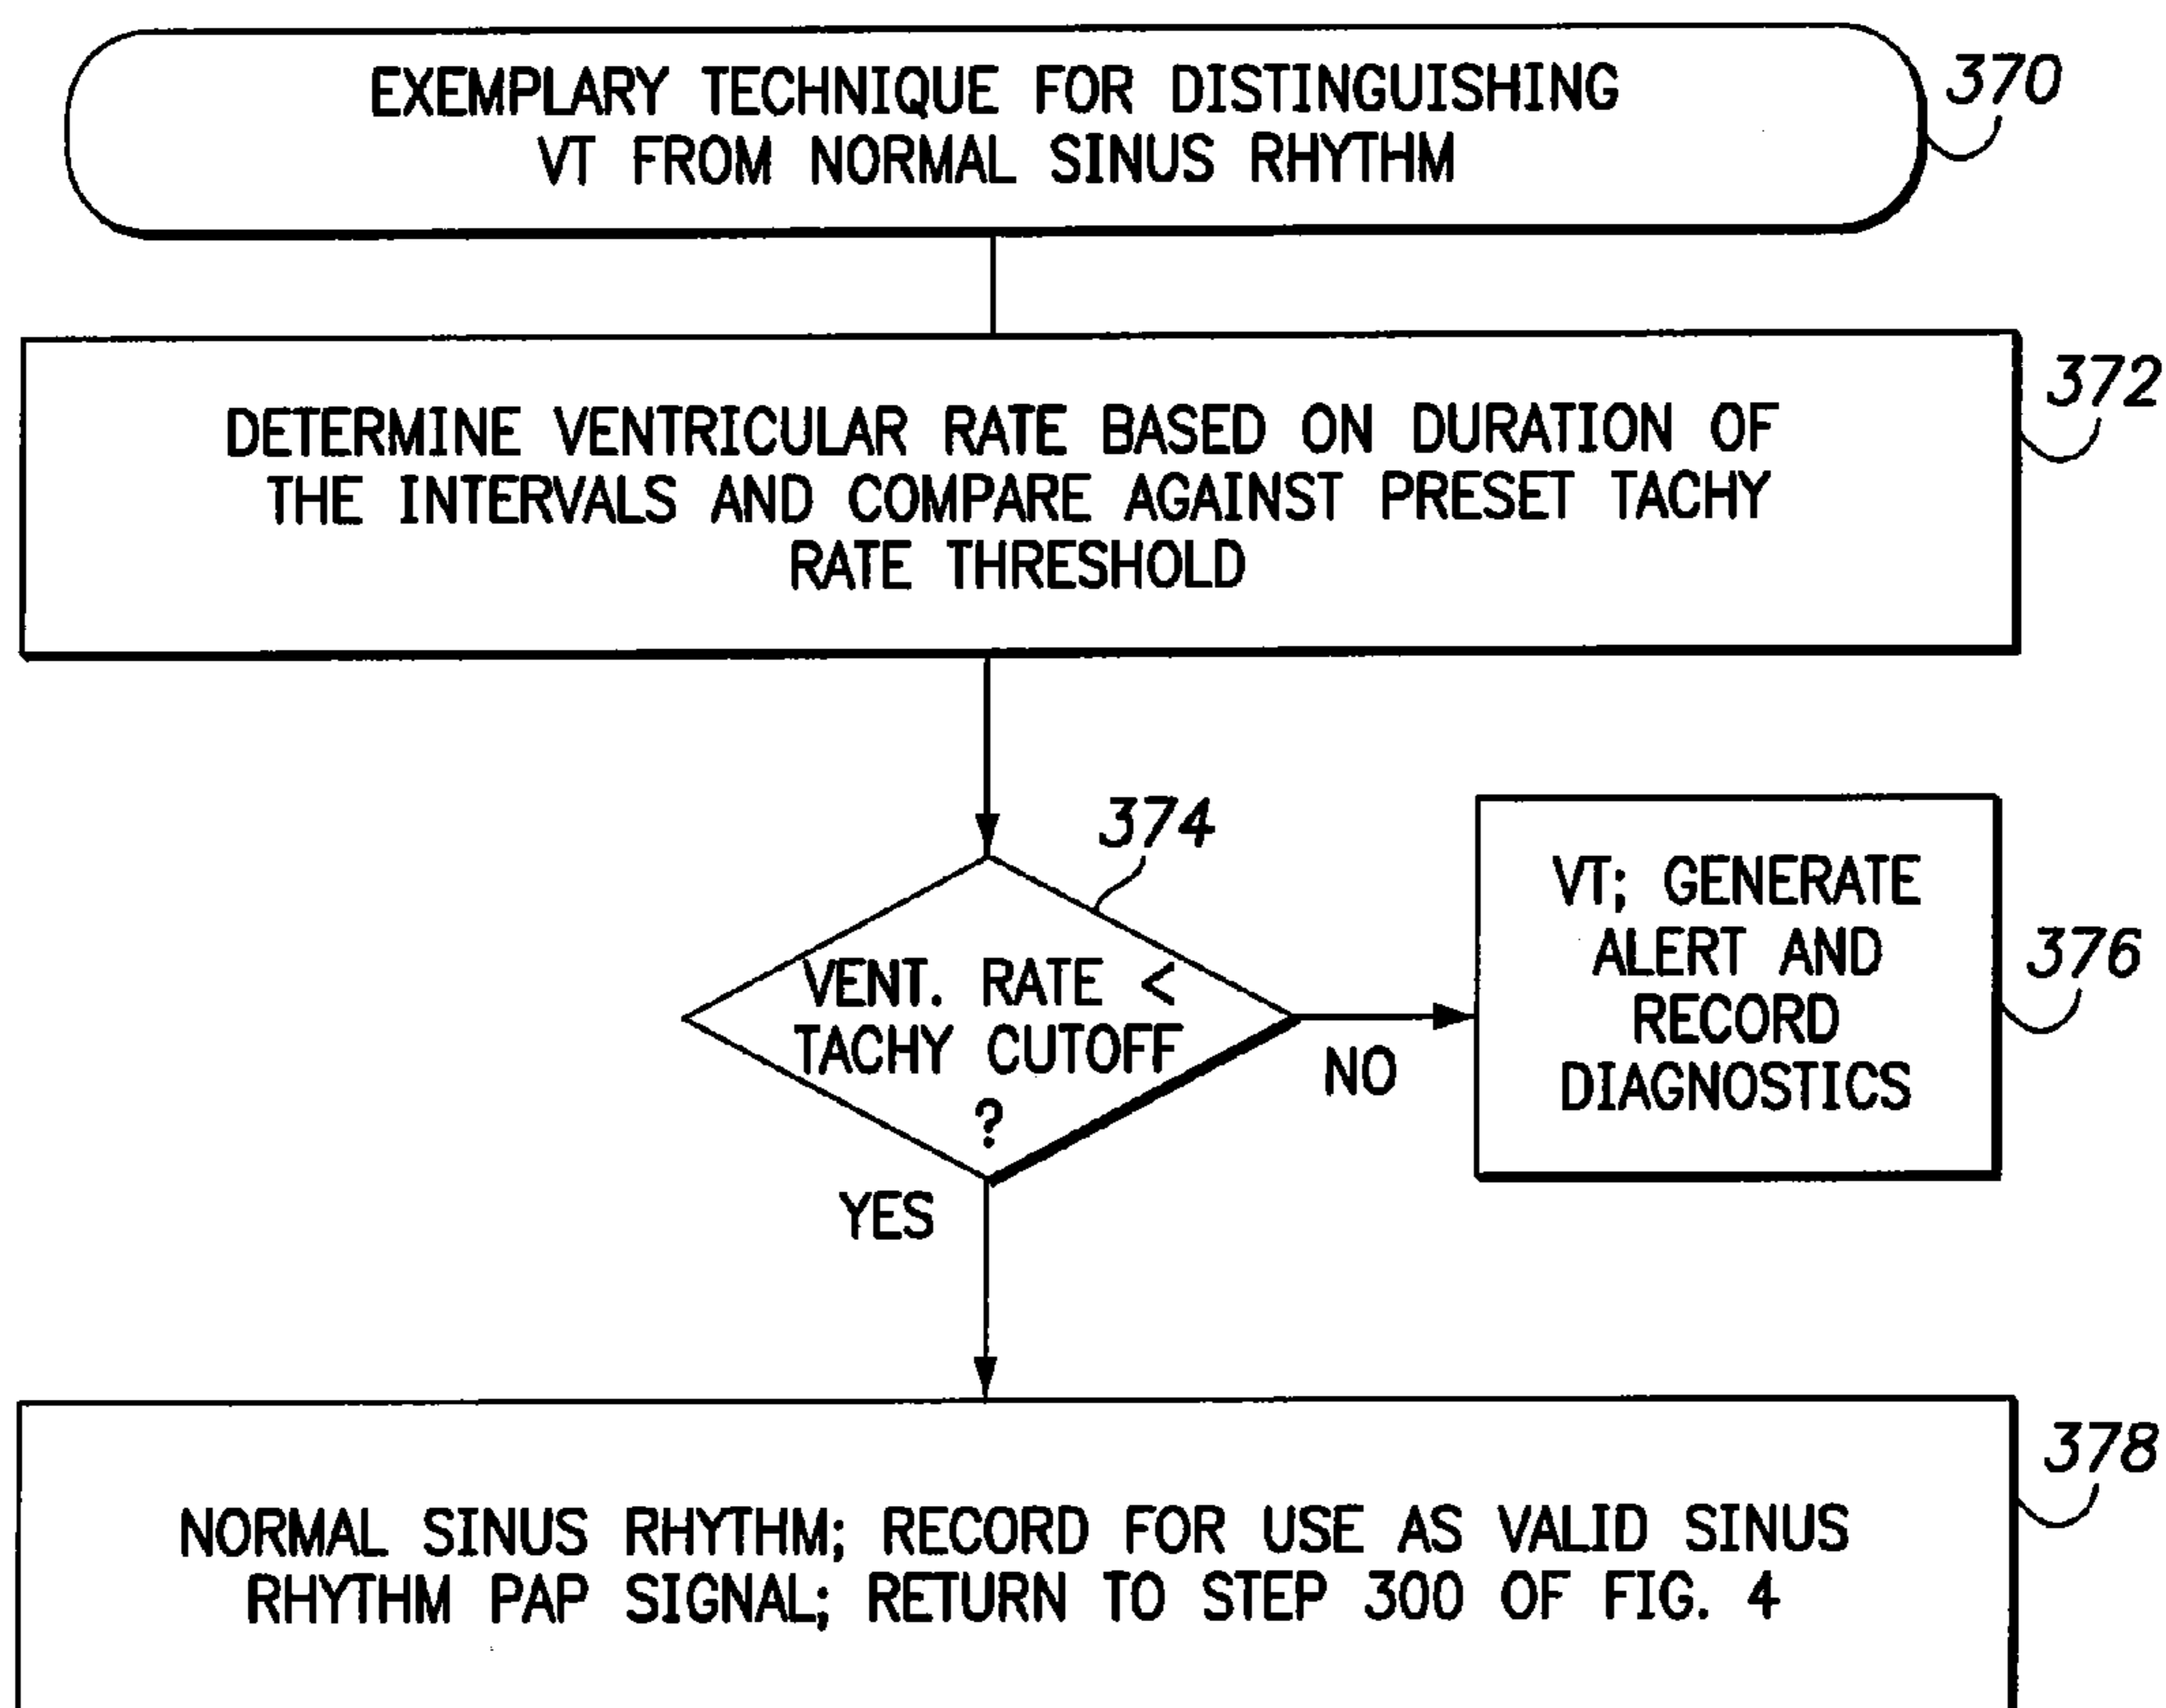 EXEMPLARY TECHNIQUE FOR DISTINGUISHING
VT FROM NORMAL SINUS RHYTHM
370
DETERMINE VENTRICULAR RATE BASED ON DURATION OF
THE INTERVALS AND COMPARE AGAINST PRESET TACHY
RATE THRESHOLD
372
374
VENT. RATE <
TACHY CUTOFF
?
NO
VT; GENERATE
ALERT AND
RECORD
DIAGNOSTICS
376
YES
NORMAL SINUS RHYTHM; RECORD FOR USE AS VALID SINUS
RHYTHM PAP SIGNAL; RETURN TO STEP 300 OF FIG. 4
378